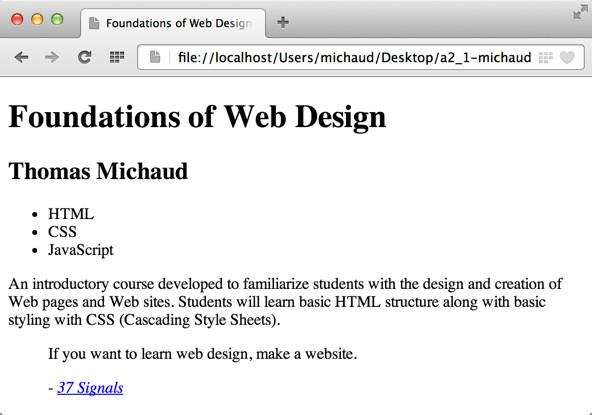 Foundations of Web Design
file://localhost/Users/michaud/Desktop/a2_1-michaud
Foundations of Web Design
Thomas Michaud
• HTML
• CSS
• JavaScript
An introductory course developed to familiarize students with the design and creation of
Web pages and Web sites. Students will learn basic HTML structure along with basic
styling with CSS (Cascading Style Sheets).
If you want to learn web design, make a website.
- 37 Signals